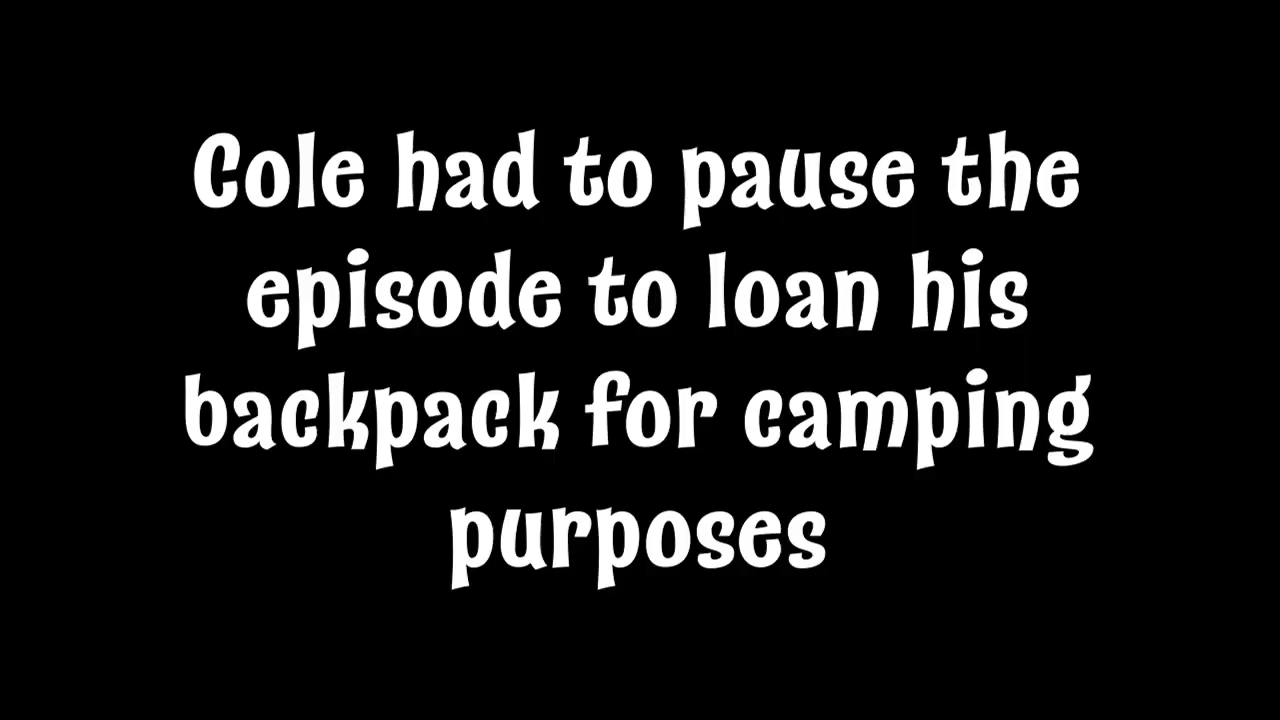 Cole had to pause the
episode to loan his
backpack for camping
purposes